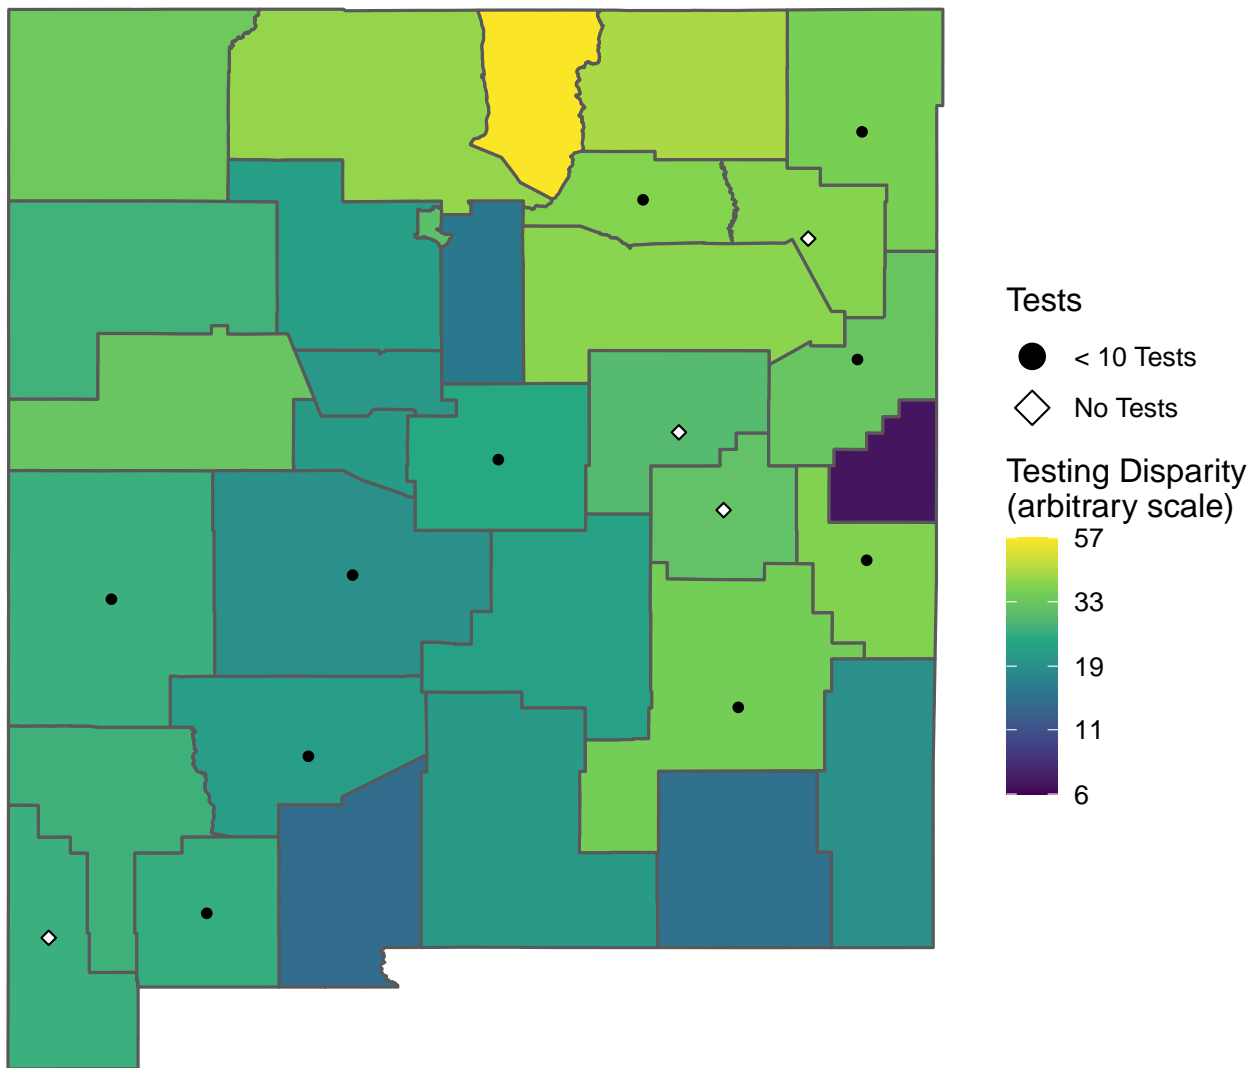 Tests
< 10 Tests
No Tests
Testing Disparity
(arbitrary scale)
57
33
19
11
6